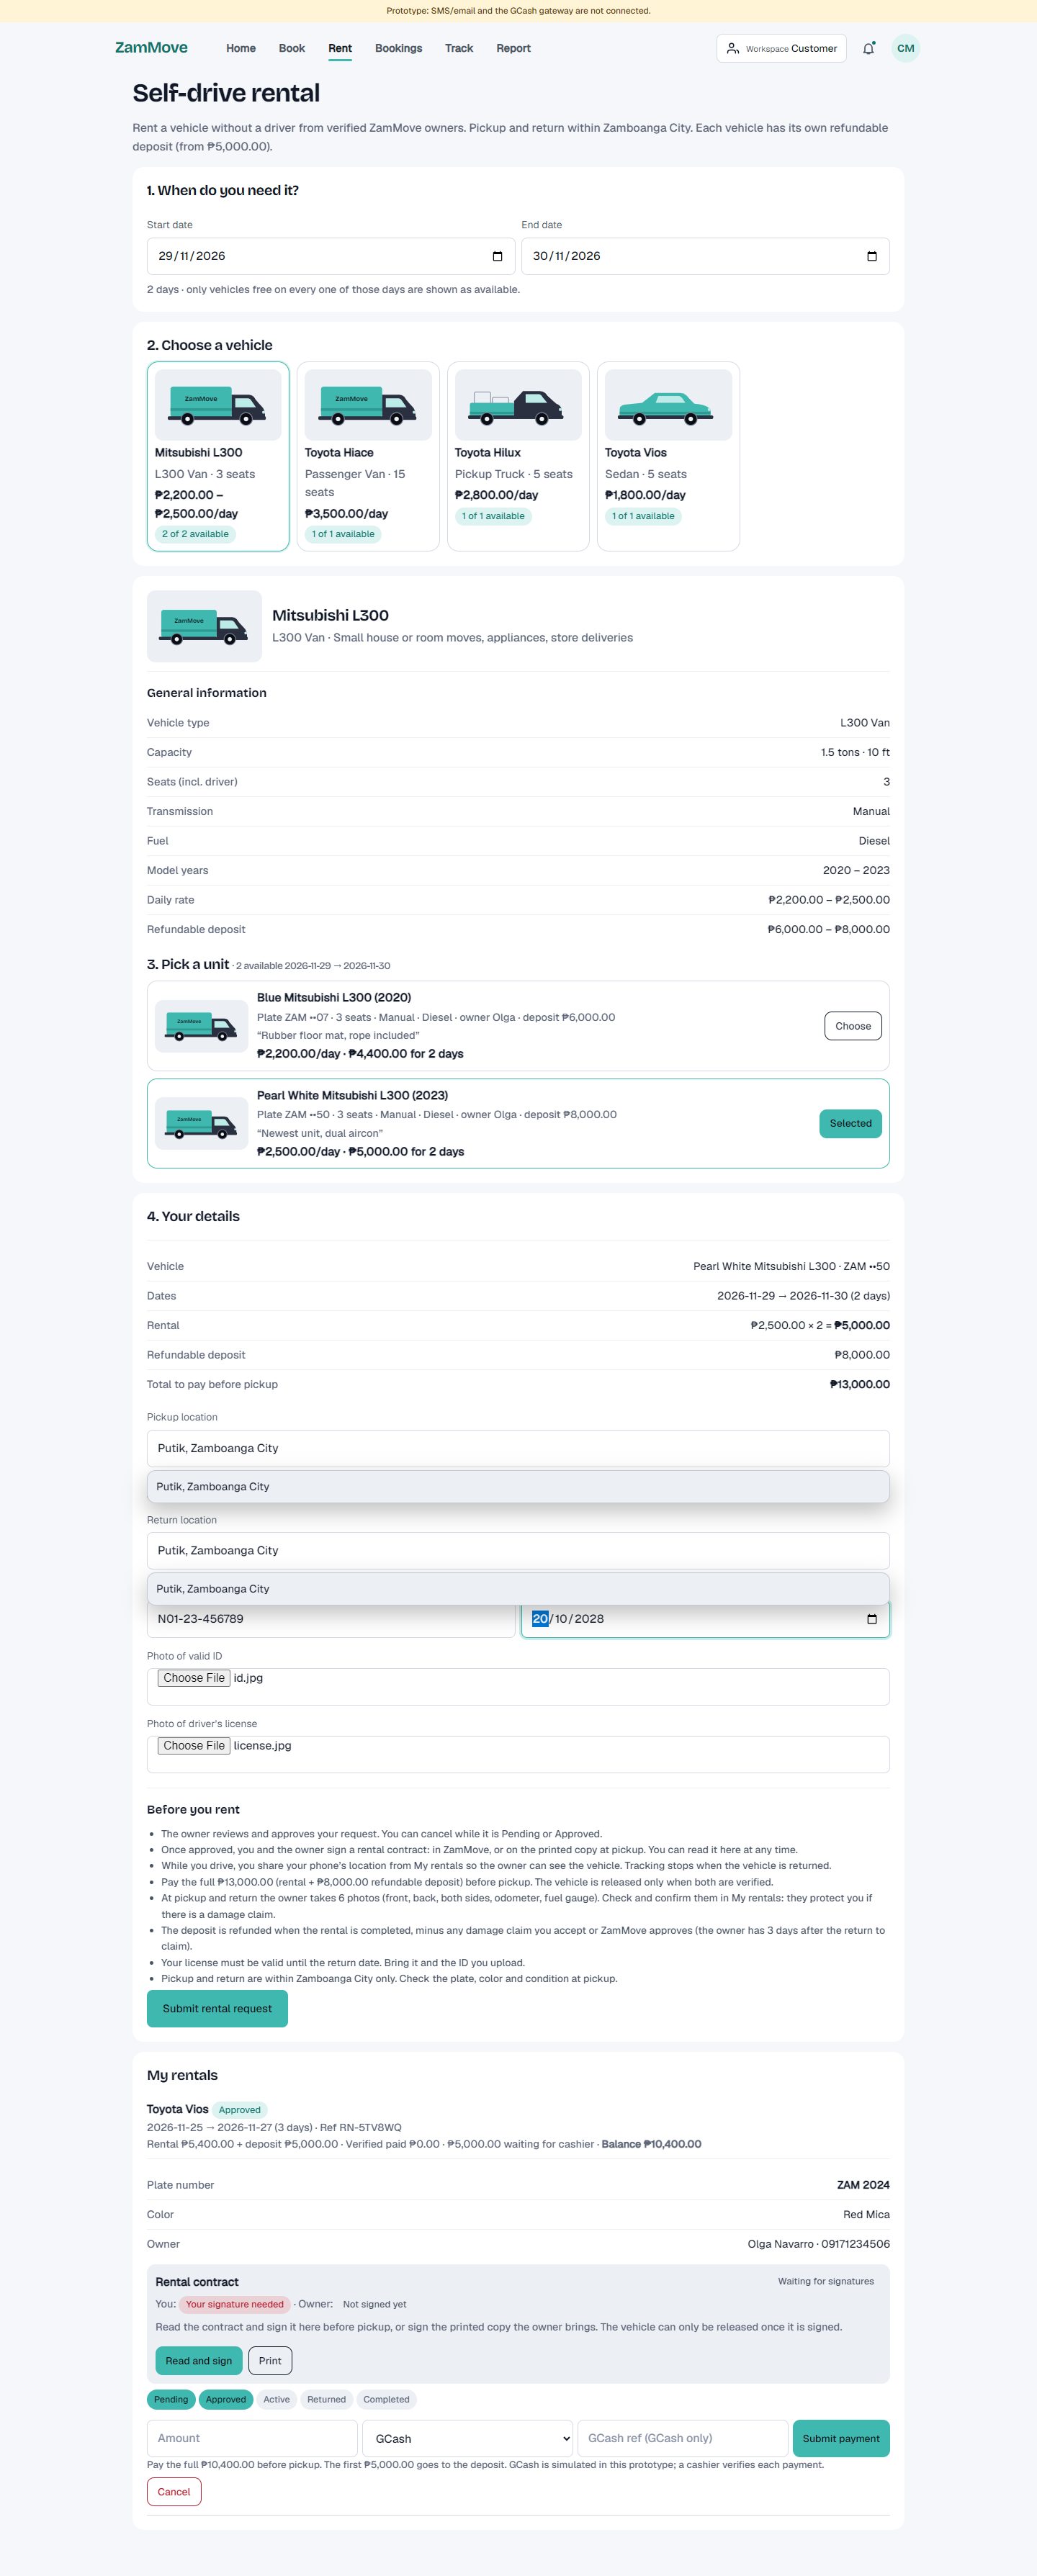 Prototype: SMS/email and the GCash gateway are not connected.
ZamMove
Home
Book
Rent
Bookings
Track
Report
Workspace Customer
CM
Self-drive rental
Rent a vehicle without a driver from verified ZamMove owners. Pickup and return within Zamboanga City. Each vehicle has its own refundable
deposit (from ₱5,000.00).
1. When do you need it?
Start date
End date
29/11/2026
30/11/2026
2 days · only vehicles free on every one of those days are shown as available.
2. Choose a vehicle
ZamMove
Mitsubishi L300
L300 Van · 3 seats
₱2,200.00 –
₱2,500.00/day
2 of 2 available
ZamMove
Toyota Hiace
Passenger Van · 15
seats
₱3,500.00/day
1 of 1 available
Toyota Hilux
Pickup Truck · 5 seats
₱2,800.00/day
1 of 1 available
Toyota Vios
Sedan · 5 seats
₱1,800.00/day
1 of 1 available
ZamMove
Mitsubishi L300
L300 Van · Small house or room moves, appliances, store deliveries
General information
Vehicle type
L300 Van
Capacity
1.5 tons · 10 ft
Seats (incl. driver)
3
Transmission
Manual
Fuel
Diesel
Model years
2020 – 2023
Daily rate
₱2,200.00 – ₱2,500.00
Refundable deposit
₱6,000.00 – ₱8,000.00
3. Pick a unit · 2 available 2026-11-29 → 2026-11-30
ZamMove
Blue Mitsubishi L300 (2020)
Plate ZAM ••07 · 3 seats · Manual · Diesel · owner Olga · deposit ₱6,000.00
“Rubber floor mat, rope included”
₱2,200.00/day · ₱4,400.00 for 2 days
Choose
ZamMove
Pearl White Mitsubishi L300 (2023)
Plate ZAM ••50 · 3 seats · Manual · Diesel · owner Olga · deposit ₱8,000.00
“Newest unit, dual aircon”
₱2,500.00/day · ₱5,000.00 for 2 days
Selected
4. Your details
Vehicle
Pearl White Mitsubishi L300 · ZAM ••50
Dates
2026-11-29 → 2026-11-30 (2 days)
Rental
₱2,500.00 × 2 = ₱5,000.00
Refundable deposit
₱8,000.00
Total to pay before pickup
₱13,000.00
Pickup location
Putik, Zamboanga City
Putik, Zamboanga City
Return location
Putik, Zamboanga City
Putik, Zamboanga City
N01-23-456789
20/10/2028
Photo of valid ID
Choose File id.jpg
Photo of driver's license
Choose File license.jpg
Before you rent
• The owner reviews and approves your request. You can cancel while it is Pending or Approved.
• Once approved, you and the owner sign a rental contract: in ZamMove, or on the printed copy at pickup. You can read it here at any time.
• While you drive, you share your phone's location from My rentals so the owner can see the vehicle. Tracking stops when the vehicle is returned.
• Pay the full ₱13,000.00 (rental + ₱8,000.00 refundable deposit) before pickup. The vehicle is released only when both are verified.
• At pickup and return the owner takes 6 photos (front, back, both sides, odometer, fuel gauge). Check and confirm them in My rentals: they protect you if
there is a damage claim.
• The deposit is refunded when the rental is completed, minus any damage claim you accept or ZamMove approves (the owner has 3 days after the return to
claim).
• Your license must be valid until the return date. Bring it and the ID you upload.
• Pickup and return are within Zamboanga City only. Check the plate, color and condition at pickup.
Submit rental request
My rentals
Toyota Vios Approved
2026-11-25 → 2026-11-27 (3 days) · Ref RN-5TV8WQ
Rental ₱5,400.00 + deposit ₱5,000.00 · Verified paid ₱0.00 · ₱5,000.00 waiting for cashier · Balance ₱10,400.00
Plate number
ZAM 2024
Color
Red Mica
Owner
Olga Navarro · 09171234506
Rental contract
Waiting for signatures
You: Your signature needed · Owner: Not signed yet
Read the contract and sign it here before pickup, or sign the printed copy the owner brings. The vehicle can only be released once it is signed.
Read and sign
Print
Pending
Approved
Active
Returned
Completed
Amount
GCash
GCash ref (GCash only)
Submit payment
Pay the full ₱10,400.00 before pickup. The first ₱5,000.00 goes to the deposit. GCash is simulated in this prototype; a cashier verifies each payment.
Cancel